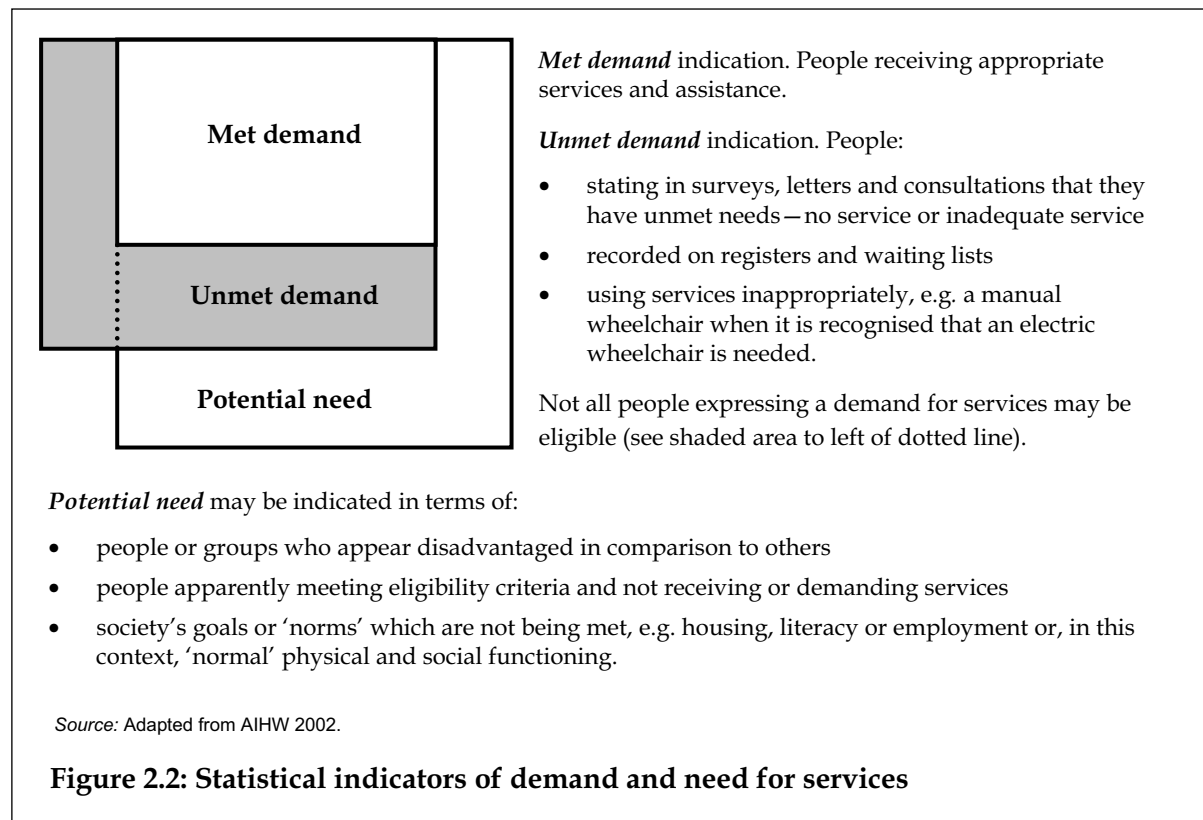 Met demand
Unmet demand
Potential need
Met demand indication. People receiving appropriate
services and assistance.
Unmet demand indication. People:
• stating in surveys, letters and consultations that they
have unmet needs—no service or inadequate service
• recorded on registers and waiting lists
• using services inappropriately, e.g. a manual
wheelchair when it is recognised that an electric
wheelchair is needed.
Not all people expressing a demand for services may be
eligible (see shaded area to left of dotted line).
Potential need may be indicated in terms of:
• people or groups who appear disadvantaged in comparison to others
• people apparently meeting eligibility criteria and not receiving or demanding services
• society’s goals or ‘norms’ which are not being met, e.g. housing, literacy or employment or, in this
context, ‘normal’ physical and social functioning.
Source: Adapted from AIHW 2002.
Figure 2.2: Statistical indicators of demand and need for services